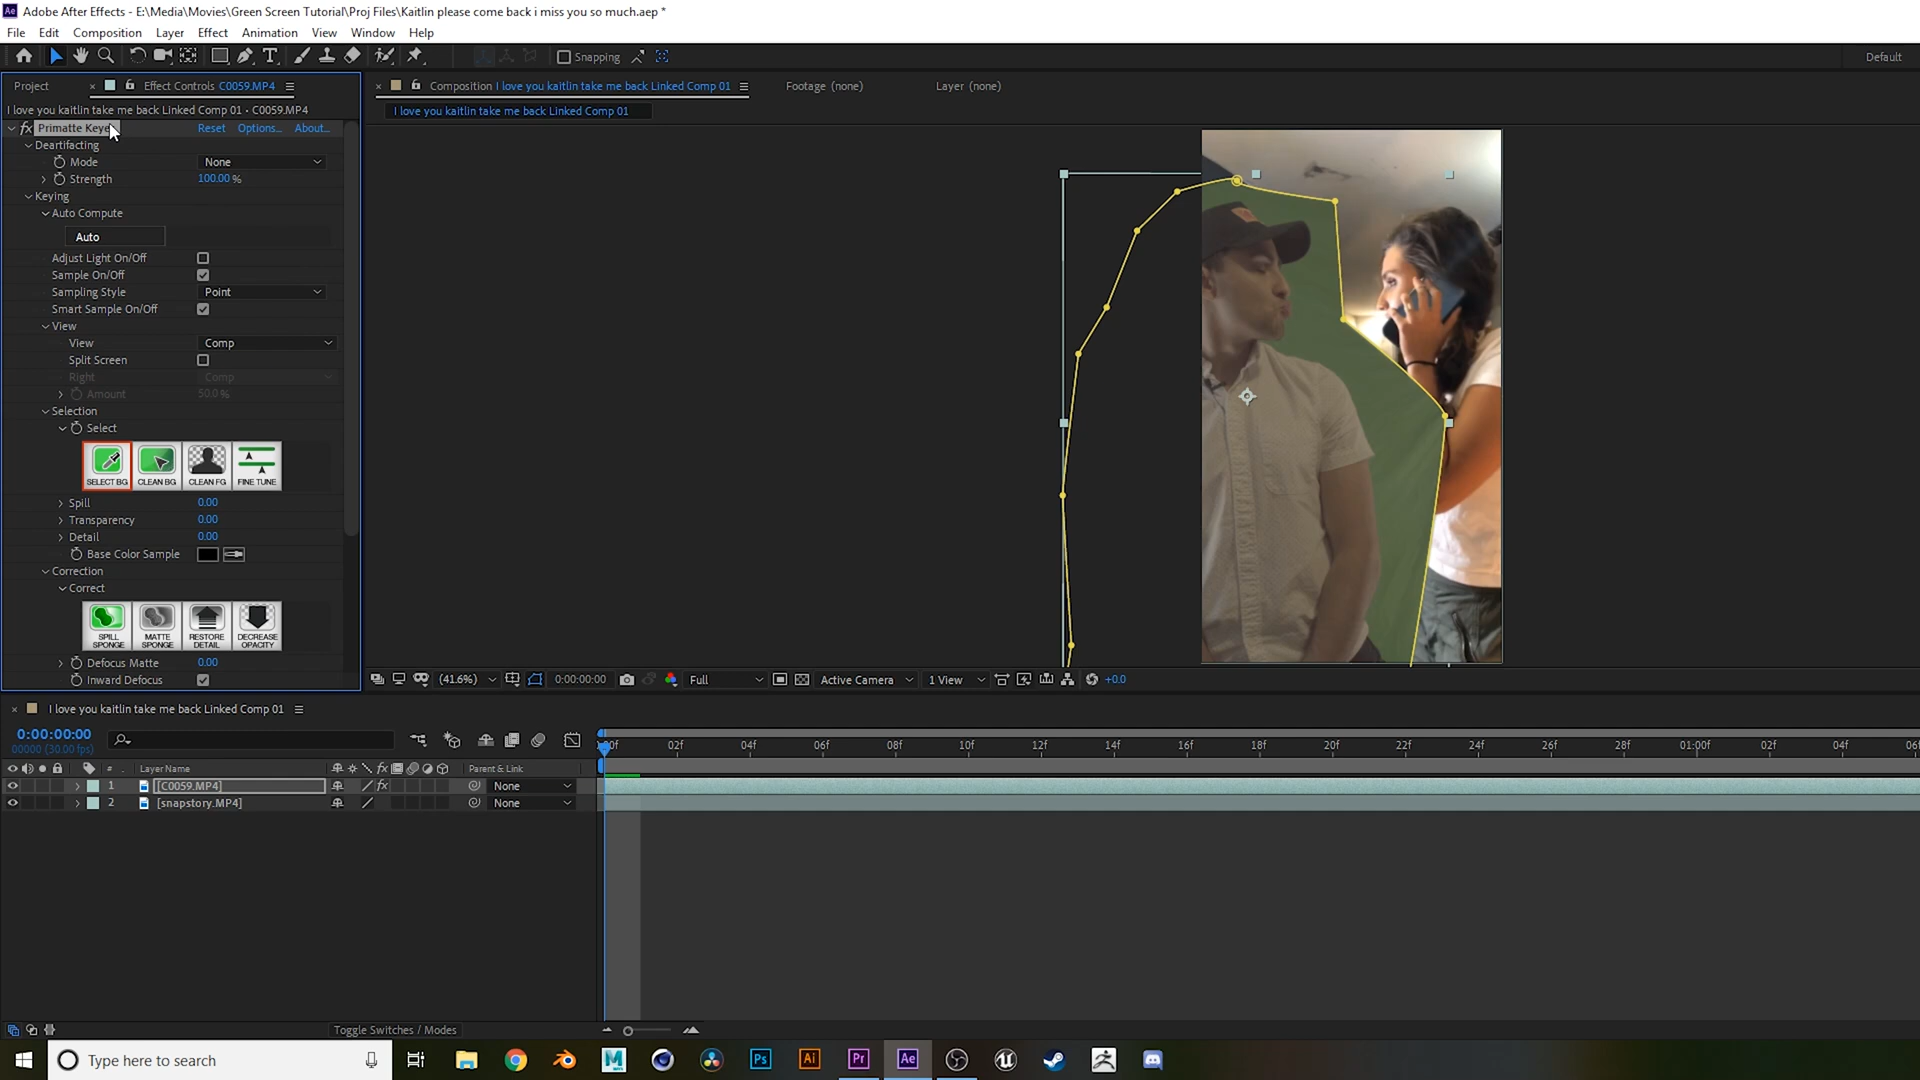 Adobe After Effects - E:\Media\Movies\Green Screen Tutorial\Proj Files\Kaitlin please come back i miss you so much.aep *
File Edit Composition Layer Effect Animation View Window Help
Snapping Default
Project × Effect Controls C0059.MP4
× Composition I love you kaitlin take me back Linked Comp 01 Footage (none) Layer (none)
I love you kaitlin take me back Linked Comp 01 • C0059.MP4
I love you kaitlin take me back Linked Comp 01
fx Primatte Keye Reset Options... About...
Deartifacting
Mode None
Strength 100.00 %
Keying
Auto Compute
Auto
Adjust Light On/Off
Sample On/Off
Sampling Style Point
Smart Sample On/Off
View
View Comp
Split Screen
Right Comp
Amount 50.0 %
Selection
Select
SELECT BG CLEAN BG CLEAN FG FINE TUNE
Spill 0.00
Transparency 0.00
Detail 0.00
Base Color Sample
Correction
Correct
SPILL SPONGE MATTE SPONGE RESTORE DETAIL DECREASE OPACITY
Defocus Matte 0.00
Inward Defocus
(41.6%) 0:00:00:00 Full Active Camera 1 View +0.0
× I love you kaitlin take me back Linked Comp 01
0:00:00:00
00000 (30.00 fps)
:00f 02f 04f 06f 08f 10f 12f 14f 16f 18f 20f 22f 24f 26f 28f 01:00f 02f 04f 06
# Layer Name fx Parent & Link
1 [C0059.MP4] fx None
2 [snapstory.MP4] None
Toggle Switches / Modes
Type here to search
Ps Ai Pr Ae